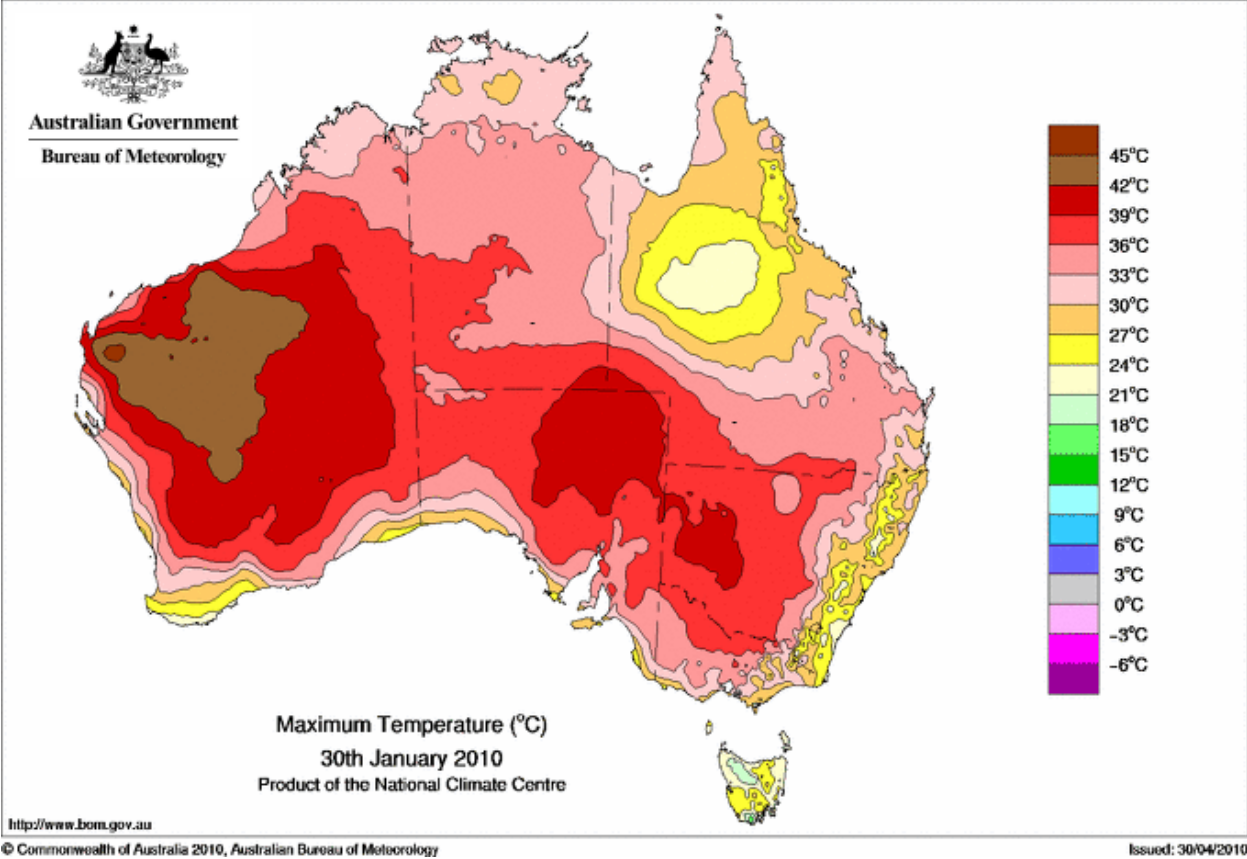 Australian Government
Bureau of Meteorology
45°C
42°C
39°C
36°C
33°C
30°C
27°C
24°C
21°C
18°C
15°C
12°C
9°C
6°C
3°C
0°C
-3°C
-6°C
Maximum Temperature (°C)
30th January 2010
Product of the National Climate Centre
http://www.bom.gov.au
© Commonwealth of Australia 2010, Australian Bureau of Meteorology
Issued: 30/04/2010